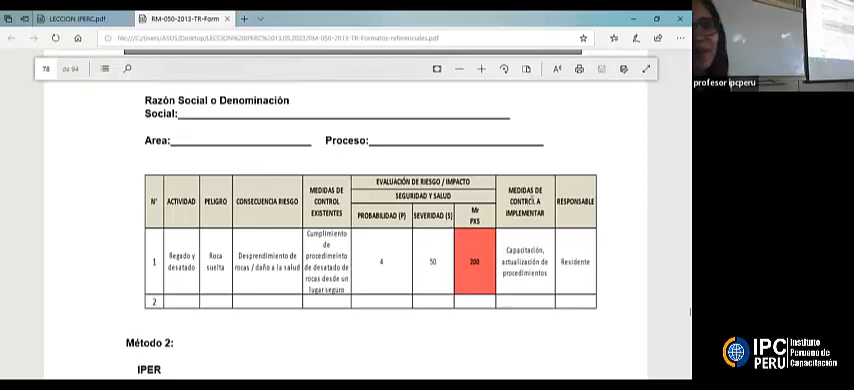 LECCION IPERC.pdf
RM-050-2013-TR-Form
file:///C:/Users/ASUS/Desktop/LECCION%20IPERC%2013.05.2023/RM-050-2013-TR-Formatos-referenciales.pdf
78 de 94
Razón Social o Denominación
Social:
Area: Proceso:
N° ACTIVIDAD PELIGRO CONSECUENCIA RIESGO MEDIDAS DE CONTROL EXISTENTES EVALUACIÓN DE RIESGO / IMPACTO SEGURIDAD Y SALUD PROBABILIDAD (P) SEVERIDAD (S) Mr PXS MEDIDAS DE CONTROL A IMPLEMENTAR RESPONSABLE
1 Regado y desatado Roca suelta Desprendimiento de rocas / daño a la salud Cumplimiento de procedimeinto de desatado de rocas desde un lugar seguro 4 50 200 Capacitación, actualización de procedimientos Residente
2
Método 2:
IPER
profesor ipcperu
IPC PERU Instituto Peruano de Capacitación